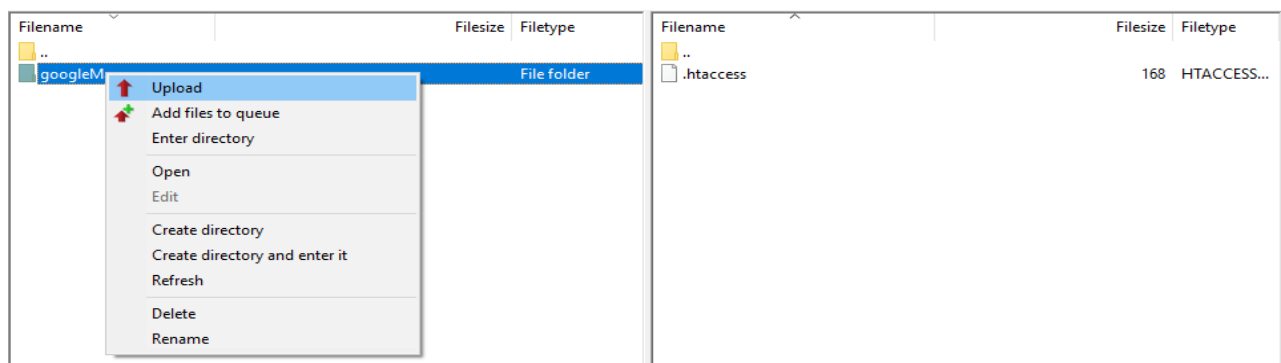 Filename Filesize Filetype
..
googleM File folder
Upload
Add files to queue
Enter directory
Open
Edit
Create directory
Create directory and enter it
Refresh
Delete
Rename
Filename Filesize Filetype
..
.htaccess 168 HTACCESS...